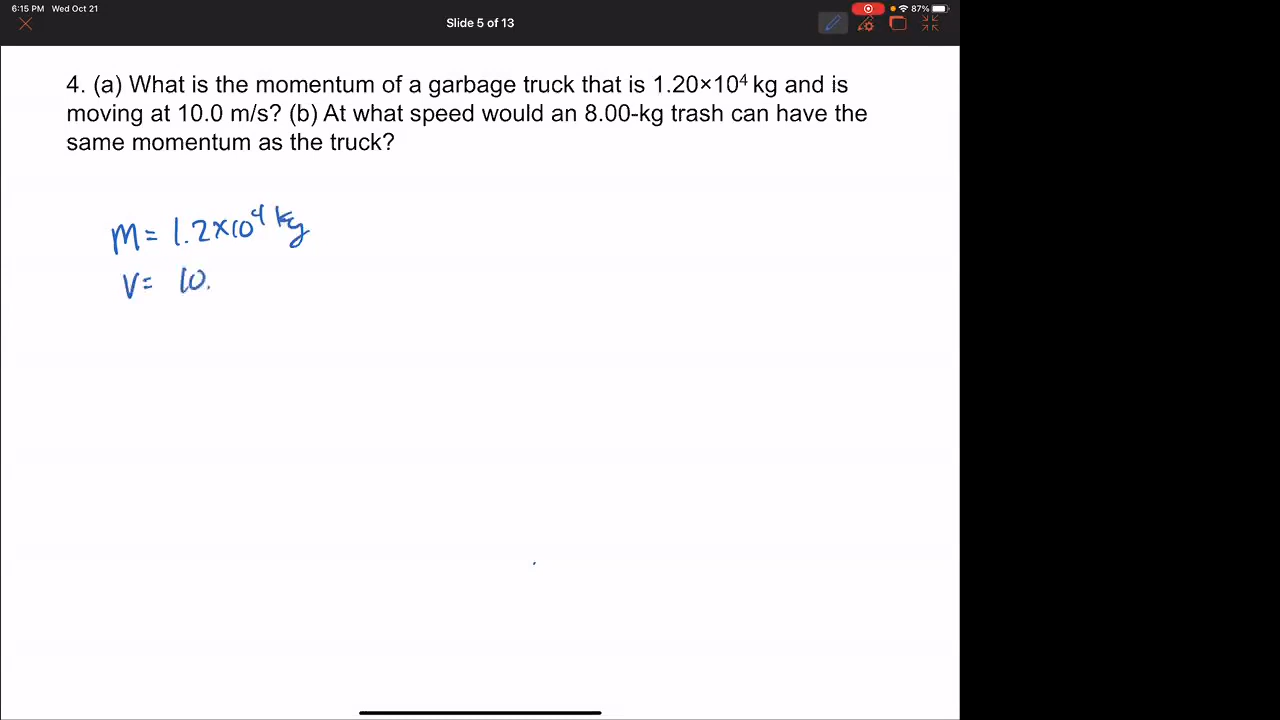 6:15 PM Wed Oct 21
87%
Slide 5 of 13
4. (a) What is the momentum of a garbage truck that is 1.20×10⁴ kg and is
moving at 10.0 m/s? (b) At what speed would an 8.00-kg trash can have the
same momentum as the truck?
m = 1.2×10⁴ kg
v = 10.